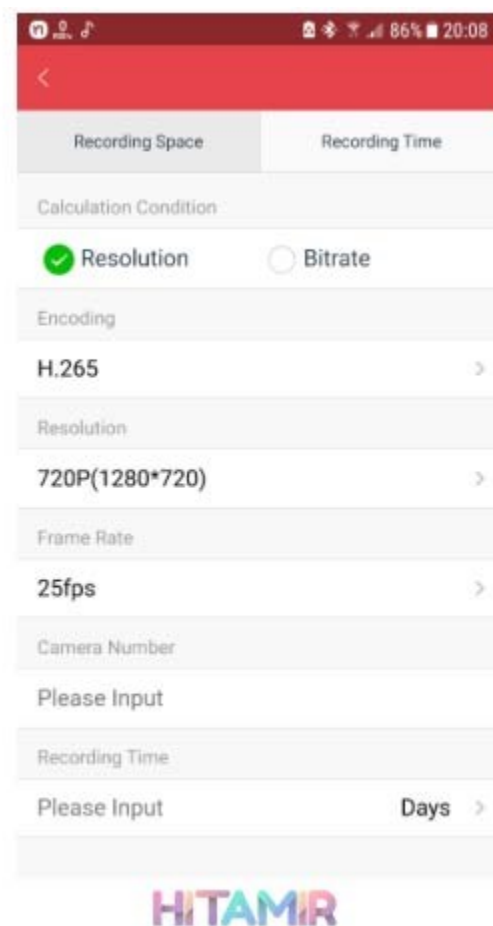 86% 20:08
Recording Space Recording Time
Calculation Condition
Resolution Bitrate
Encoding
H.265
Resolution
720P(1280*720)
Frame Rate
25fps
Camera Number
Please Input
Recording Time
Please Input Days
HITAMIR